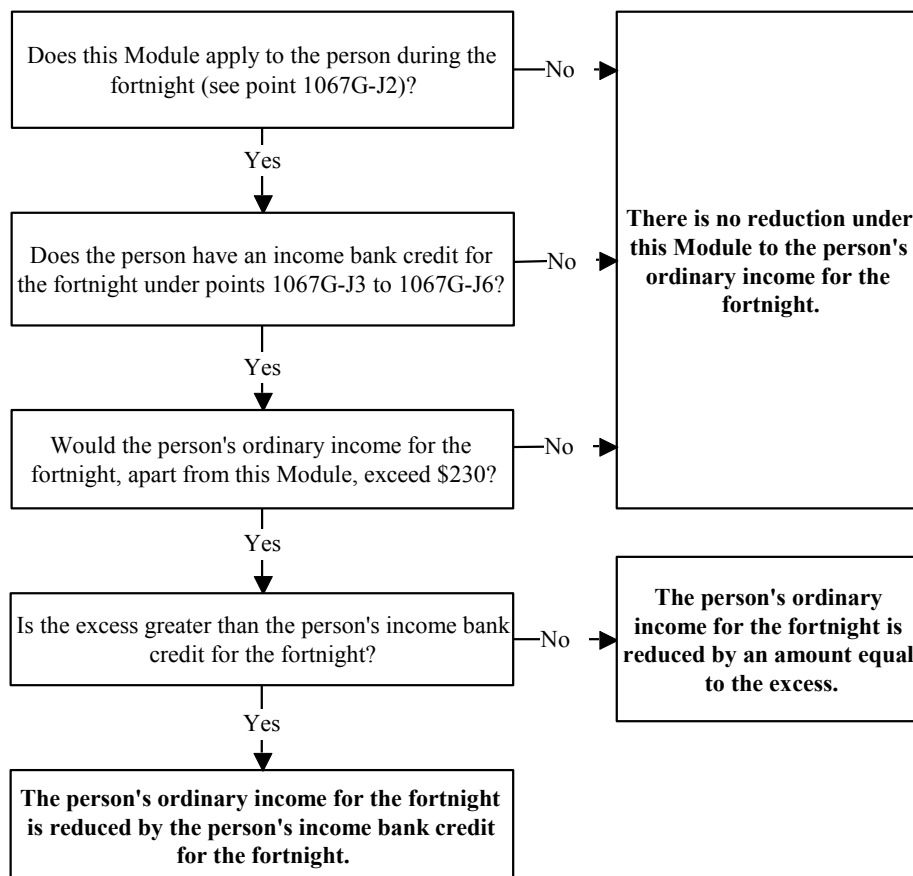 Does this Module apply to the person during the
fortnight (see point 1067G-J2)?
No
Yes
There is no reduction under
this Module to the person's
ordinary income for the
fortnight.
Does the person have an income bank credit for
the fortnight under points 1067G-J3 to 1067G-J6?
No
Yes
Would the person's ordinary income for the
fortnight, apart from this Module, exceed $230?
No
Yes
Is the excess greater than the person's income bank
credit for the fortnight?
No
The person's ordinary
income for the fortnight is
reduced by an amount equal
to the excess.
Yes
The person's ordinary income for the fortnight
is reduced by the person's income bank credit
for the fortnight.